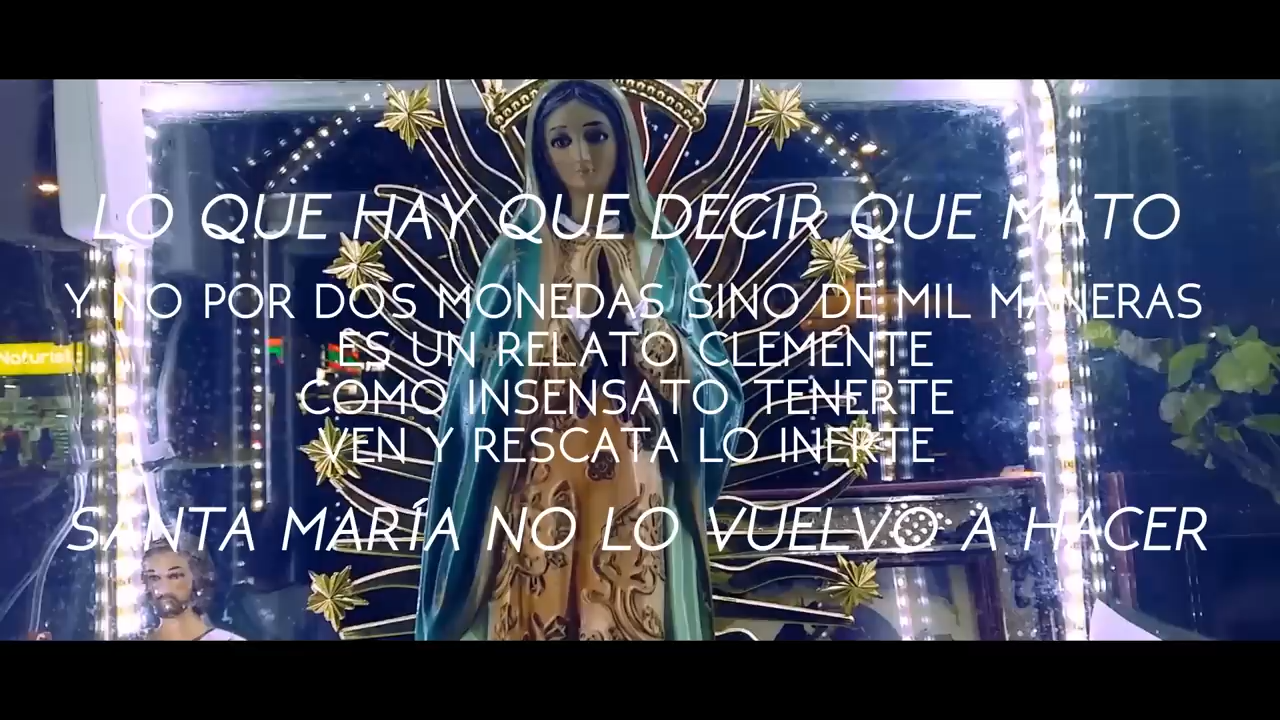 LO QUE HAY QUE DECIR QUE MATO
Y NO POR DOS MONEDAS SINO DE MIL MANERAS
ES UN RELATO CLEMENTE
COMO INSENSATO TENERTE
VEN Y RESCATA LO INERTE
SANTA MARÍA NO LO VUELVO A HACER
Naturist